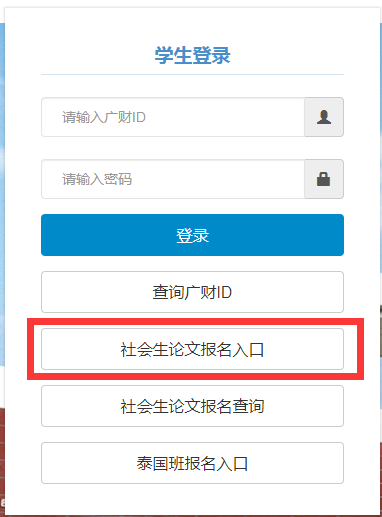 学生登录
请输入广财ID
请输入密码
登录
查询广财ID
社会生论文报名入口
社会生论文报名查询
泰国班报名入口